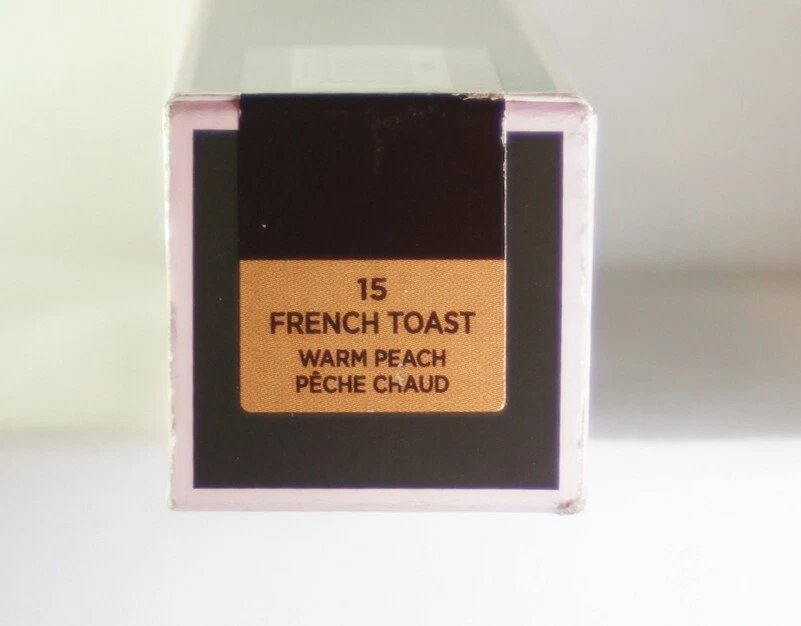 15
FRENCH TOAST
WARM PEACH
PÊCHE CHAUD